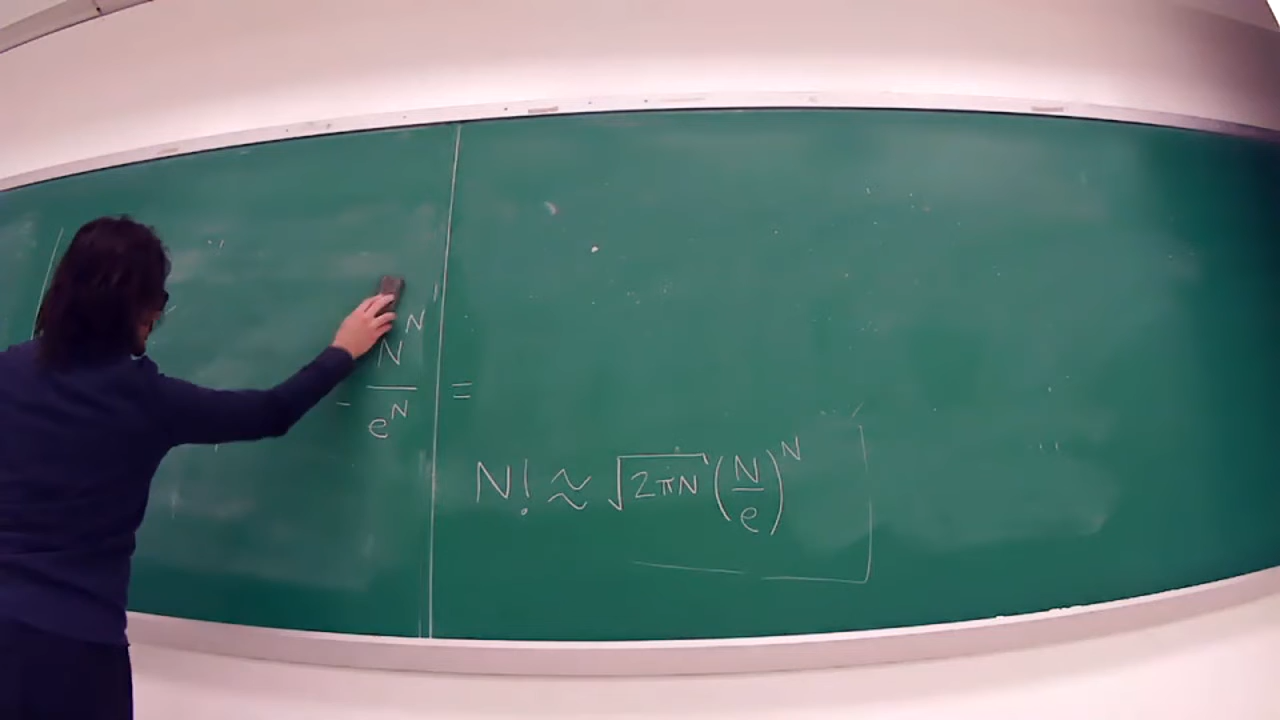 N^N / e^N =
N! ≈ √(2πN) (N/e)^N